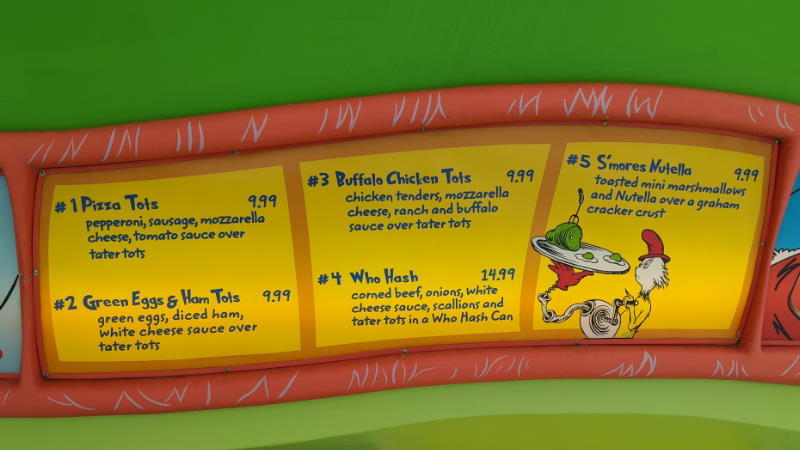 #1 Pizza Tots 9.99
pepperoni, sausage, mozzarella
cheese, tomato sauce over
tater tots
#2 Green Eggs & Ham Tots 9.99
green eggs, diced ham,
white cheese sauce over
tater tots
#3 Buffalo Chicken Tots 9.99
chicken tenders, mozzarella
cheese, ranch and buffalo
sauce over tater tots
#4 Who Hash 14.99
corned beef, onions, white
cheese sauce, scallions and
tater tots in a Who Hash Can
#5 S'mores Nutella 9.99
toasted mini marshmallows
and Nutella over a graham
cracker crust